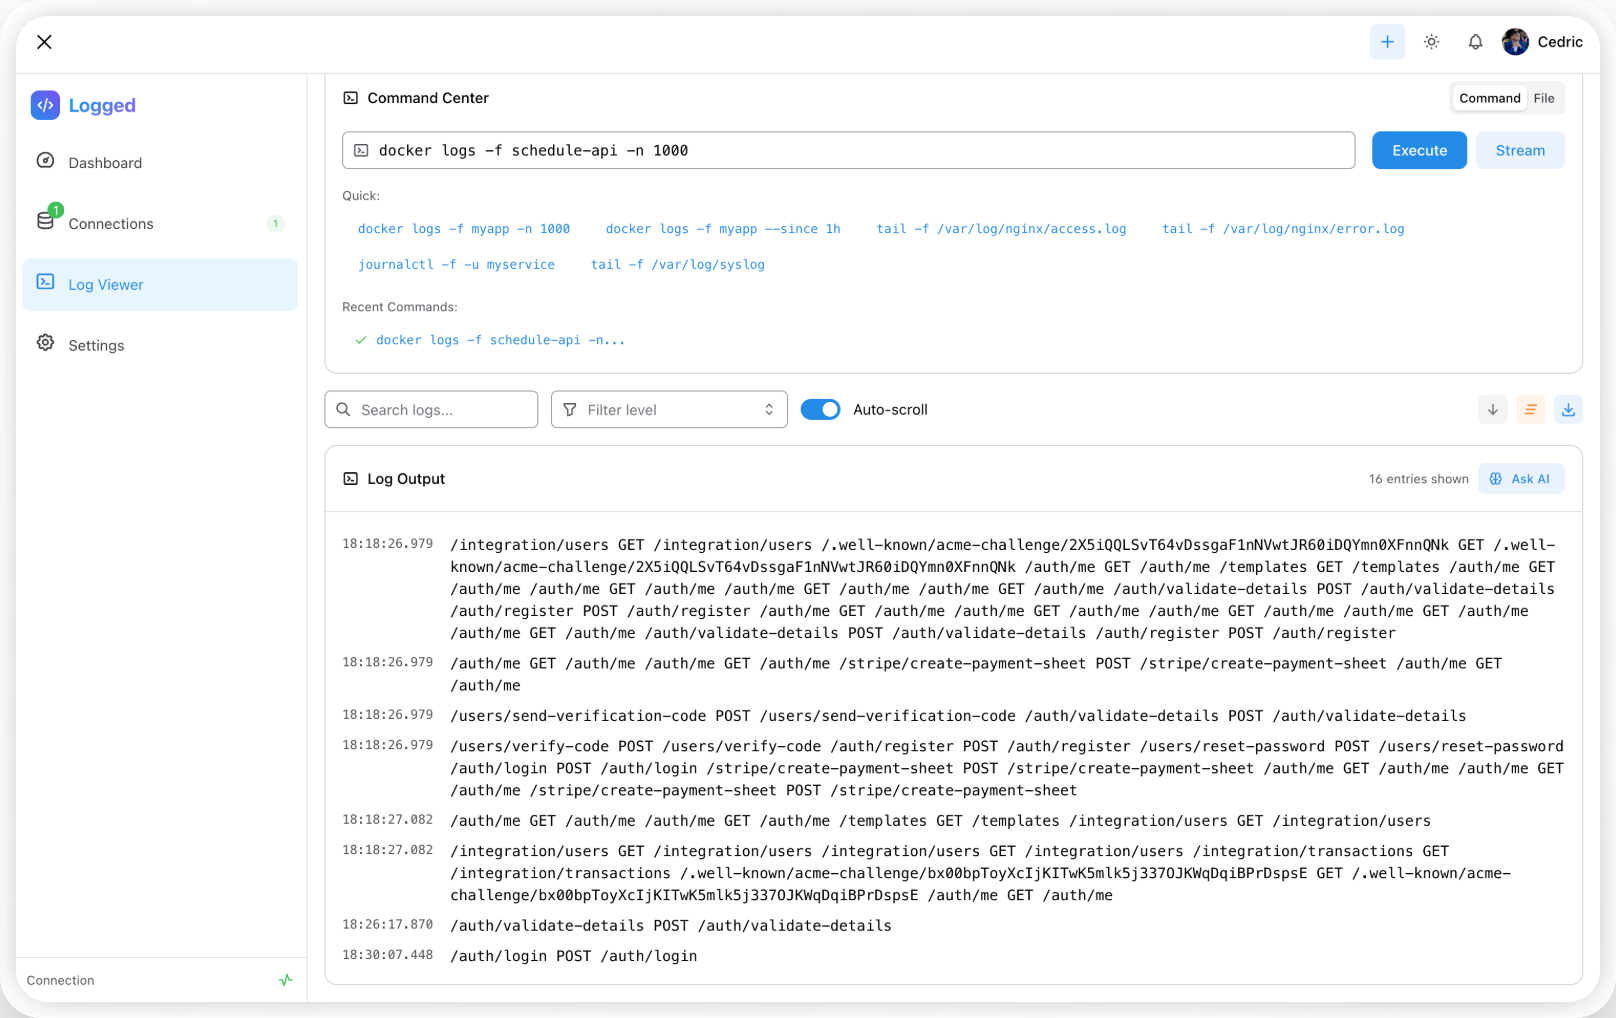 Cedric
Logged
Dashboard
1
Connections
1
Log Viewer
Settings
Connection
Command Center
Command File
docker logs -f schedule-api -n 1000
Execute
Stream
Quick:
docker logs -f myapp -n 1000 docker logs -f myapp --since 1h tail -f /var/log/nginx/access.log tail -f /var/log/nginx/error.log
journalctl -f -u myservice tail -f /var/log/syslog
Recent Commands:
docker logs -f schedule-api -n...
Search logs...
Filter level
Auto-scroll
Log Output
16 entries shown
Ask AI
18:18:26.979 /integration/users GET /integration/users /.well-known/acme-challenge/2X5iQQLSvT64vDssgaF1nNVwtJR60iDQYmn0XFnnQNk GET /.well-
known/acme-challenge/2X5iQQLSvT64vDssgaF1nNVwtJR60iDQYmn0XFnnQNk /auth/me GET /auth/me /templates GET /templates /auth/me GET
/auth/me /auth/me GET /auth/me /auth/me GET /auth/me /auth/me GET /auth/me /auth/validate-details POST /auth/validate-details
/auth/register POST /auth/register /auth/me GET /auth/me /auth/me GET /auth/me /auth/me GET /auth/me /auth/me GET /auth/me
/auth/me GET /auth/me /auth/validate-details POST /auth/validate-details /auth/register POST /auth/register
18:18:26.979 /auth/me GET /auth/me /auth/me GET /auth/me /stripe/create-payment-sheet POST /stripe/create-payment-sheet /auth/me GET
/auth/me
18:18:26.979 /users/send-verification-code POST /users/send-verification-code /auth/validate-details POST /auth/validate-details
18:18:26.979 /users/verify-code POST /users/verify-code /auth/register POST /auth/register /users/reset-password POST /users/reset-password
/auth/login POST /auth/login /stripe/create-payment-sheet POST /stripe/create-payment-sheet /auth/me GET /auth/me /auth/me GET
/auth/me /stripe/create-payment-sheet POST /stripe/create-payment-sheet
18:18:27.082 /auth/me GET /auth/me /auth/me GET /auth/me /templates GET /templates /integration/users GET /integration/users
18:18:27.082 /integration/users GET /integration/users /integration/users GET /integration/users /integration/transactions GET
/integration/transactions /.well-known/acme-challenge/bx00bpToyXcIjKITwK5mlk5j337OJKWqDqiBPrDspsE GET /.well-known/acme-
challenge/bx00bpToyXcIjKITwK5mlk5j337OJKWqDqiBPrDspsE /auth/me GET /auth/me
18:26:17.870 /auth/validate-details POST /auth/validate-details
18:30:07.448 /auth/login POST /auth/login